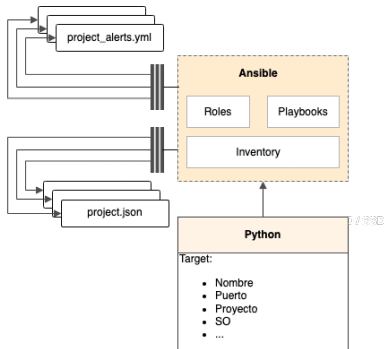 project_alerts.yml
Ansible
Roles
Playbooks
Inventory
project.json
Python
Target:
• Nombre
• Puerto
• Proyecto
• SO
• ...